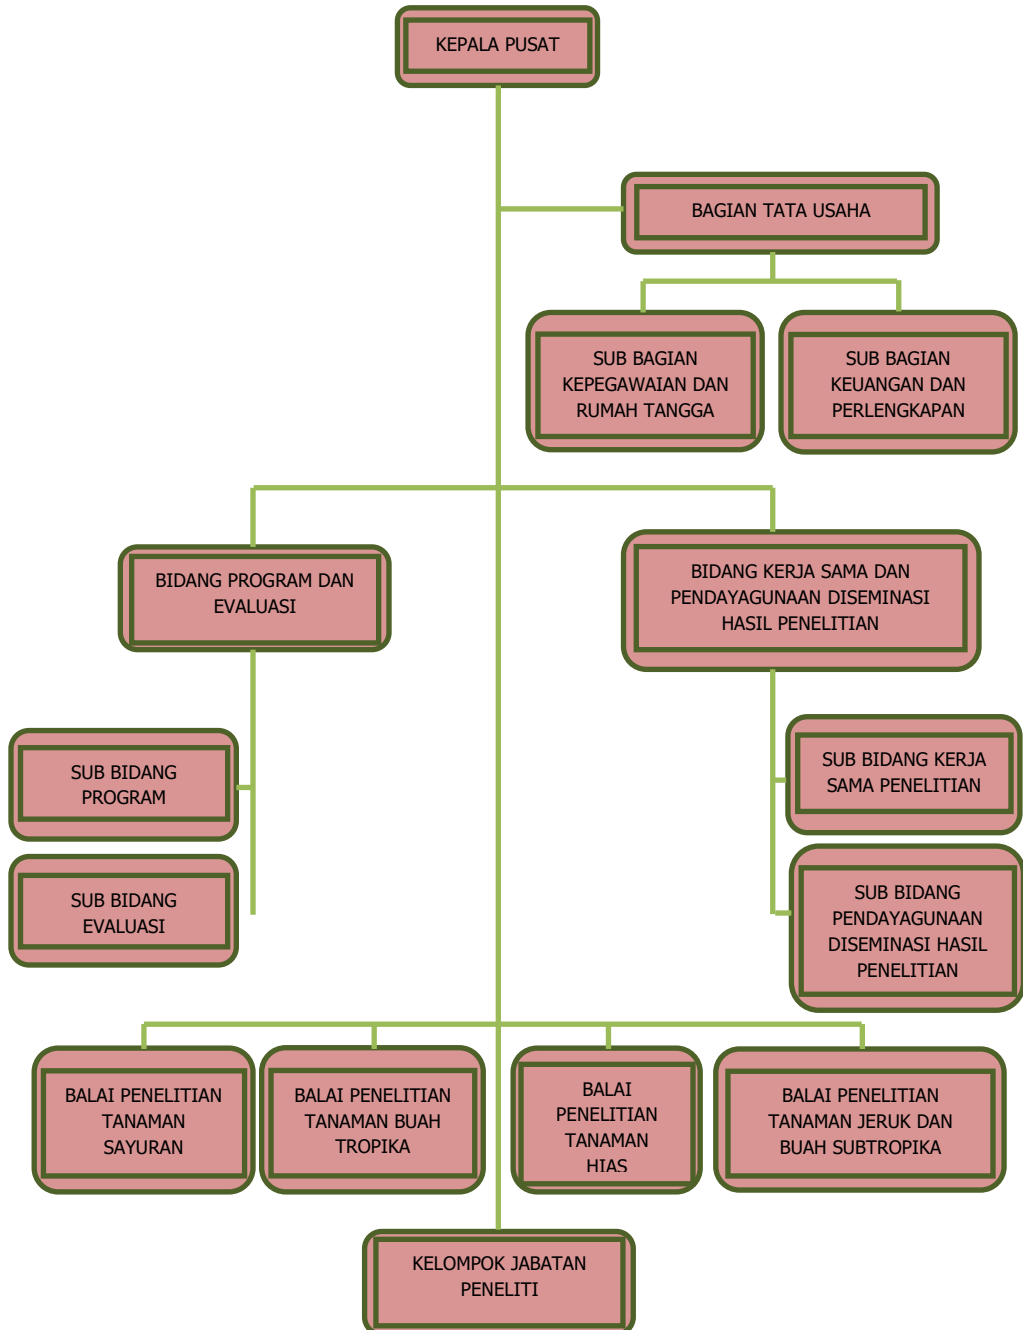 KEPALA PUSAT
BAGIAN TATA USAHA
SUB BAGIAN
KEPEGAWAIAN DAN
RUMAH TANGGA
SUB BAGIAN
KEUANGAN DAN
PERLENGKAPAN
BIDANG PROGRAM DAN
EVALUASI
BIDANG KERJA SAMA DAN
PENDAYAGUNAAN DISEMINASI
HASIL PENELITIAN
SUB BIDANG
PROGRAM
SUB BIDANG
EVALUASI
SUB BIDANG KERJA
SAMA PENELITIAN
SUB BIDANG
PENDAYAGUNAAN
DISEMINASI HASIL
PENELITIAN
BALAI PENELITIAN
TANAMAN
SAYURAN
BALAI PENELITIAN
TANAMAN BUAH
TROPIKA
BALAI
PENELITIAN
TANAMAN
HIAS
BALAI PENELITIAN
TANAMAN JERUK DAN
BUAH SUBTROPIKA
KELOMPOK JABATAN
PENELITI